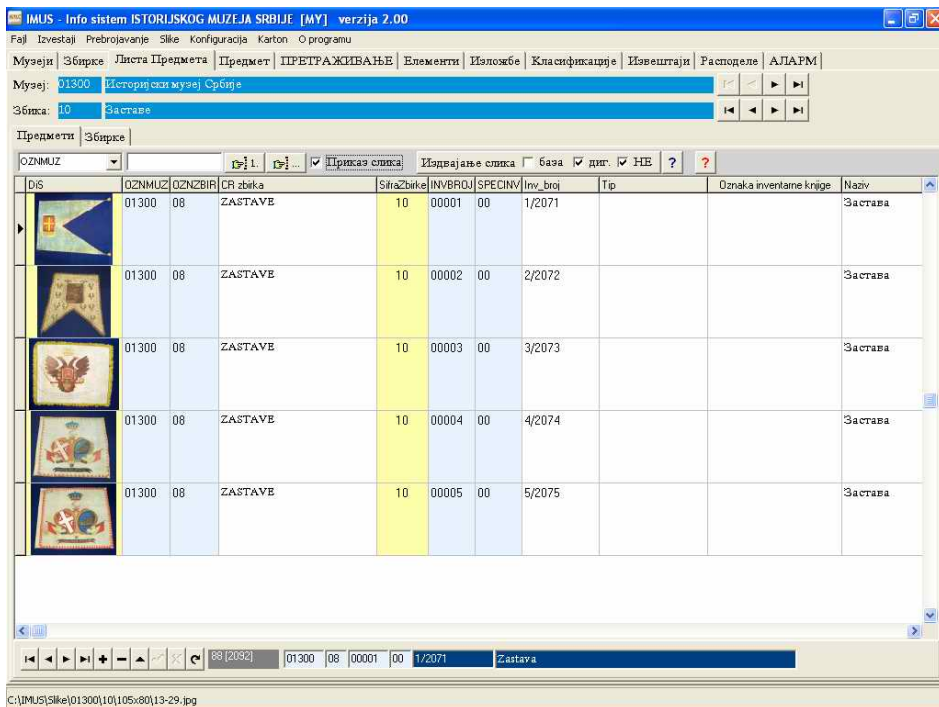 IMUS - Info sistem ISTORIJSKOG MUZEJA SRBIJE [MY] verzija 2.00
Fajl Izvestaji Prebrojavanje Slike Konfiguracija Karton O programu
Музеји Збирке Листа Предмета Предмет ПРЕТРАЖИВАЊЕ Елементи Изложбе Класификације Извештаји Расподеле АЛАРМ
Музеј: 01300 Историјски музеј Србије
Збика: 10 Заставе
Предмети Збирке
OZNMUZ 1. ... Приказ слика Издвајање слика база диг. НЕ ? ?
DiS OZNMUZ OZNZBIR CR zbirka SifraZbirke INVBROJ SPECINV Inv_broj Tip Oznaka inventarne knjige Naziv
01300 08 ZASTAVE 10 00001 00 1/2071 Застава
01300 08 ZASTAVE 10 00002 00 2/2072 Застава
01300 08 ZASTAVE 10 00003 00 3/2073 Застава
01300 08 ZASTAVE 10 00004 00 4/2074 Застава
01300 08 ZASTAVE 10 00005 00 5/2075 Застава
88 [2092] 01300 08 00001 00 1/2071 Zastava
C:\IMUS\Slike\01300\10\105x80\13-29.jpg